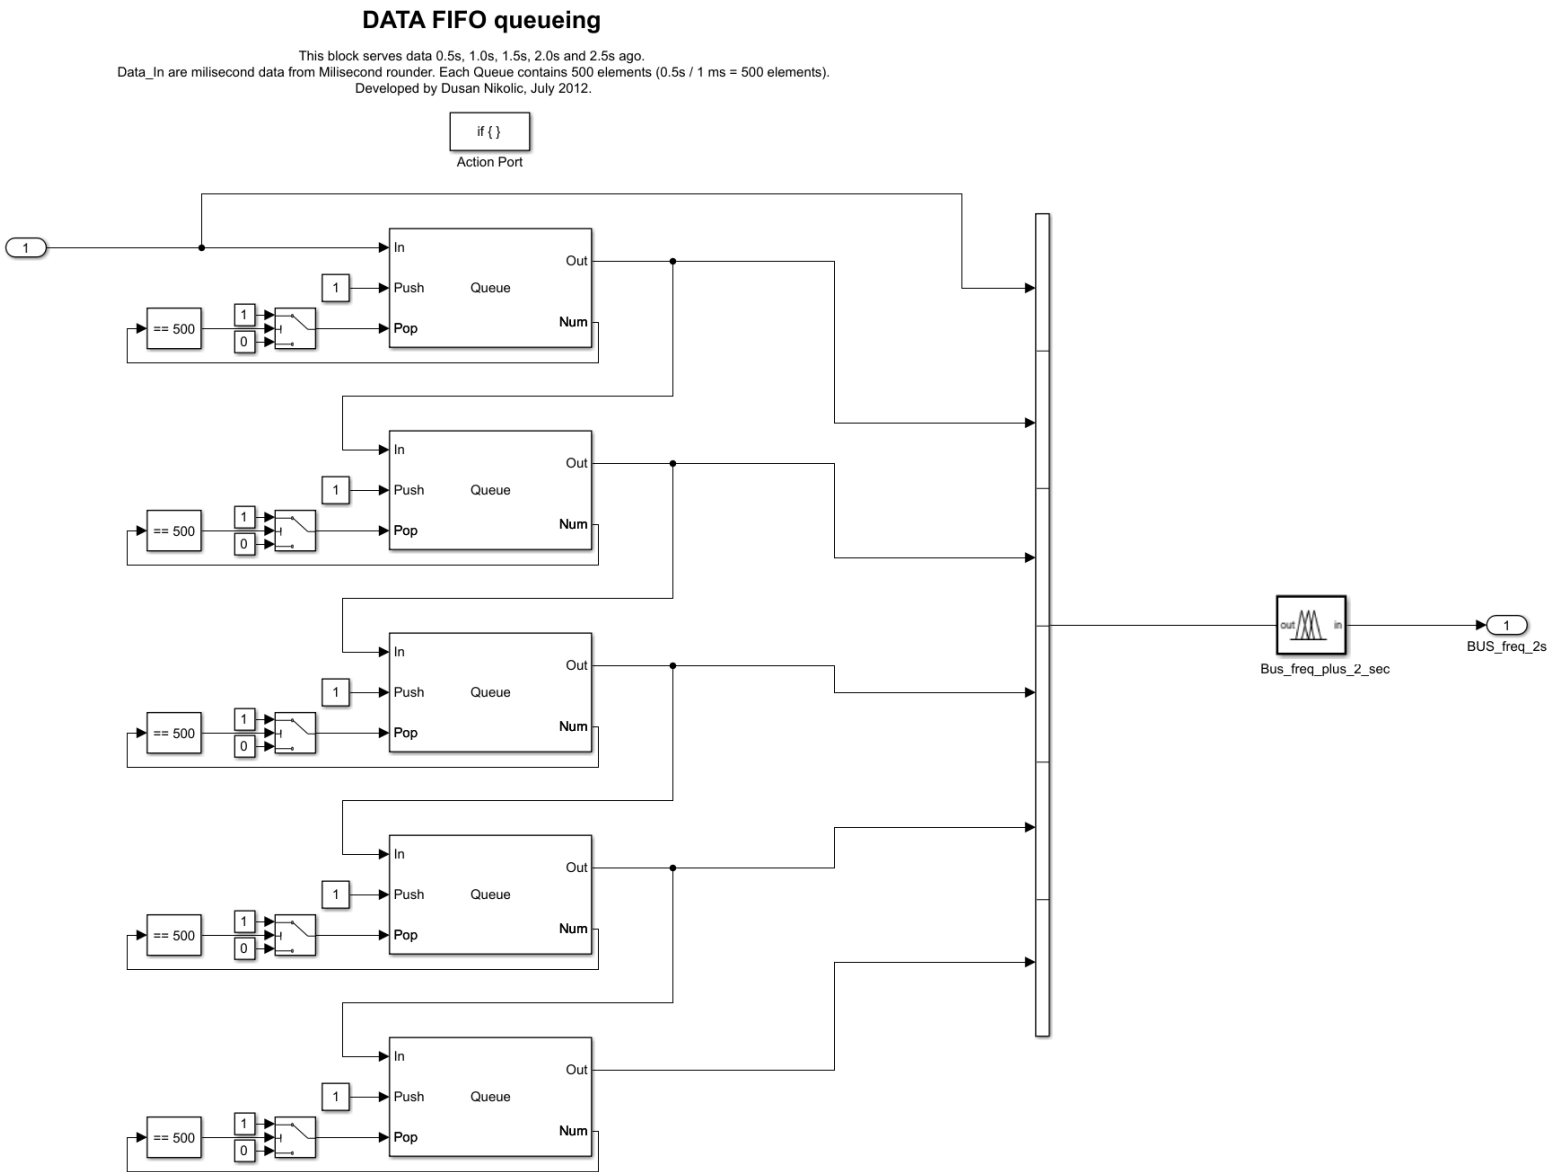 DATA FIFO queueing
This block serves data 0.5s, 1.0s, 1.5s, 2.0s and 2.5s ago.
Data_In are milisecond data from Milisecond rounder. Each Queue contains 500 elements (0.5s / 1 ms = 500 elements).
Developed by Dusan Nikolic, July 2012.
if { }
Action Port
1
In
Out
1
Push
Queue
== 500
1
0
Pop
Num
In
Out
1
Push
Queue
== 500
1
0
Pop
Num
In
Out
1
Push
Queue
== 500
1
0
Pop
Num
In
Out
1
Push
Queue
== 500
1
0
Pop
Num
In
Out
1
Push
Queue
== 500
1
0
Pop
Num
out
in
Bus_freq_plus_2_sec
1
BUS_freq_2s